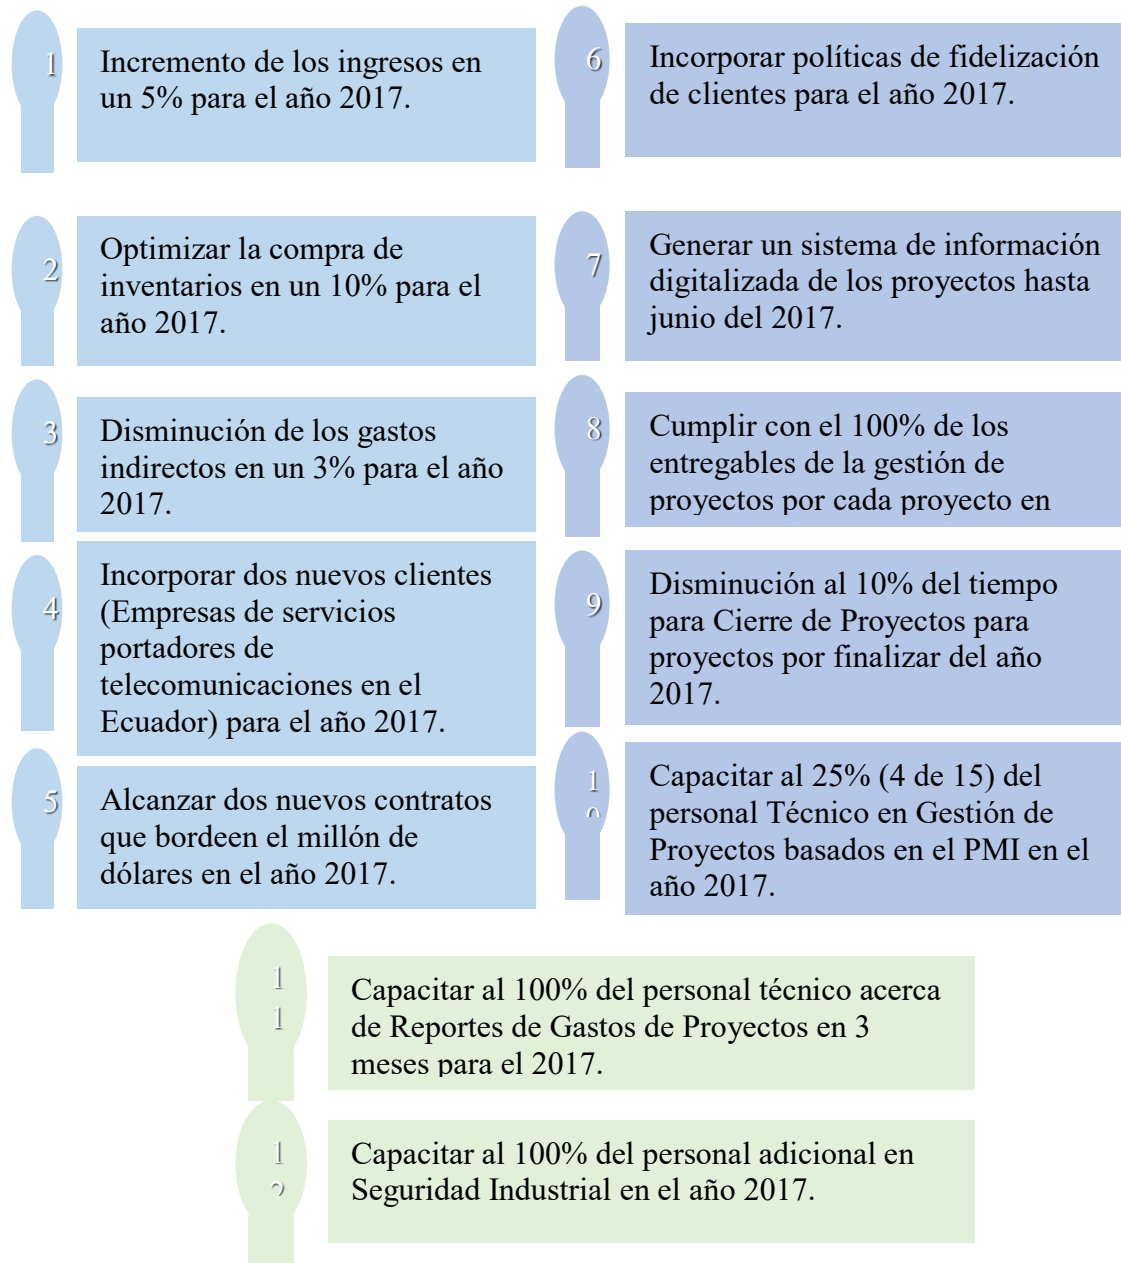 1
Incremento de los ingresos en
un 5% para el año 2017.
2
Optimizar la compra de
inventarios en un 10% para el
año 2017.
3
Disminución de los gastos
indirectos en un 3% para el año
2017.
4
Incorporar dos nuevos clientes
(Empresas de servicios
portadores de
telecomunicaciones en el
Ecuador) para el año 2017.
5
Alcanzar dos nuevos contratos
que bordeen el millón de
dólares en el año 2017.
6
Incorporar políticas de fidelización
de clientes para el año 2017.
7
Generar un sistema de información
digitalizada de los proyectos hasta
junio del 2017.
8
Cumplir con el 100% de los
entregables de la gestión de
proyectos por cada proyecto en
9
Disminución al 10% del tiempo
para Cierre de Proyectos para
proyectos por finalizar del año
2017.
1
0
Capacitar al 25% (4 de 15) del
personal Técnico en Gestión de
Proyectos basados en el PMI en el
año 2017.
1
1
Capacitar al 100% del personal técnico acerca
de Reportes de Gastos de Proyectos en 3
meses para el 2017.
1
2
Capacitar al 100% del personal adicional en
Seguridad Industrial en el año 2017.